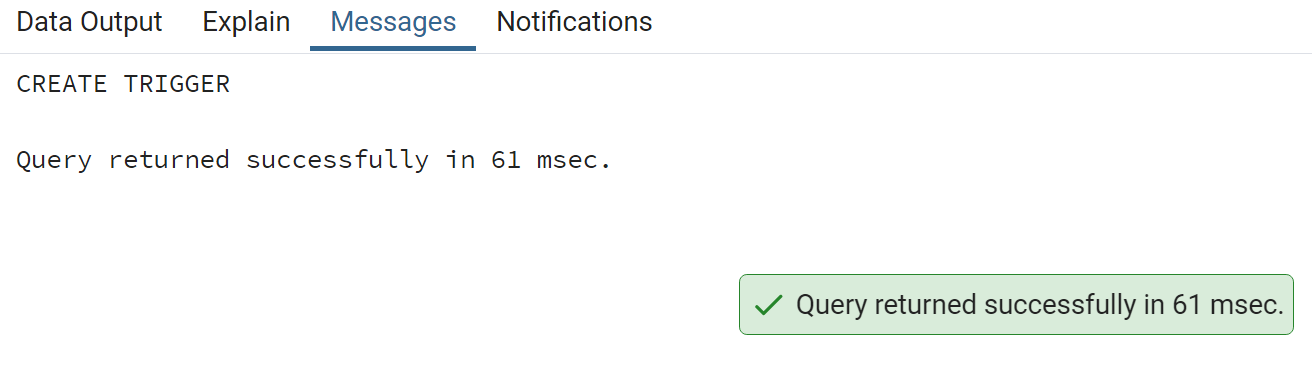 Data Output Explain Messages Notifications
CREATE TRIGGER
Query returned successfully in 61 msec.
Query returned successfully in 61 msec.